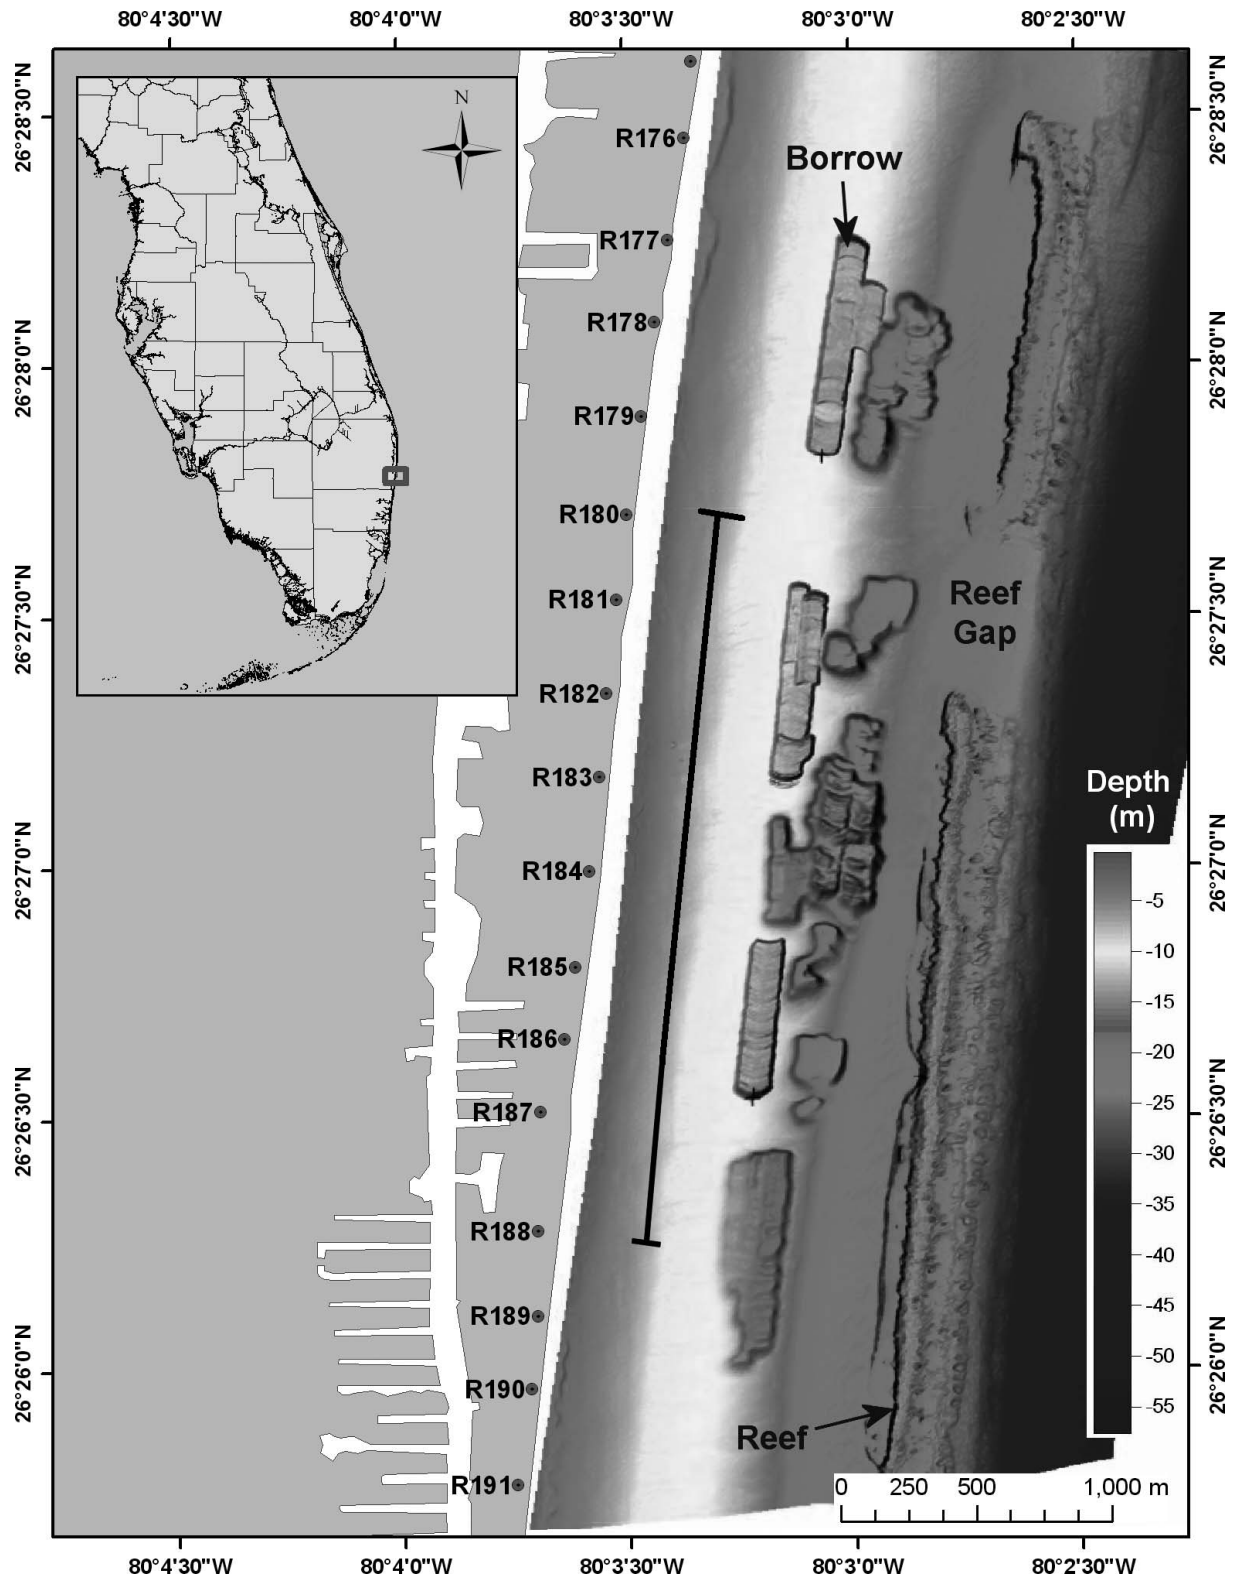 80°4'30"W 80°4'0"W 80°3'30"W 80°3'0"W 80°2'30"W
26°28'30"N
26°28'0"N
26°27'30"N
26°27'0"N
26°26'30"N
26°26'0"N
N
R176
R177
R178
R179
R180
R181
R182
R183
R184
R185
R186
R187
R188
R189
R190
R191
Borrow
Reef
Gap
Reef
Depth
(m)
-5
-10
-15
-20
-25
-30
-35
-40
-45
-50
-55
0 250 500 1,000 m
26°28'30"N
26°28'0"N
26°27'30"N
26°27'0"N
26°26'30"N
26°26'0"N
80°4'30"W 80°4'0"W 80°3'30"W 80°3'0"W 80°2'30"W